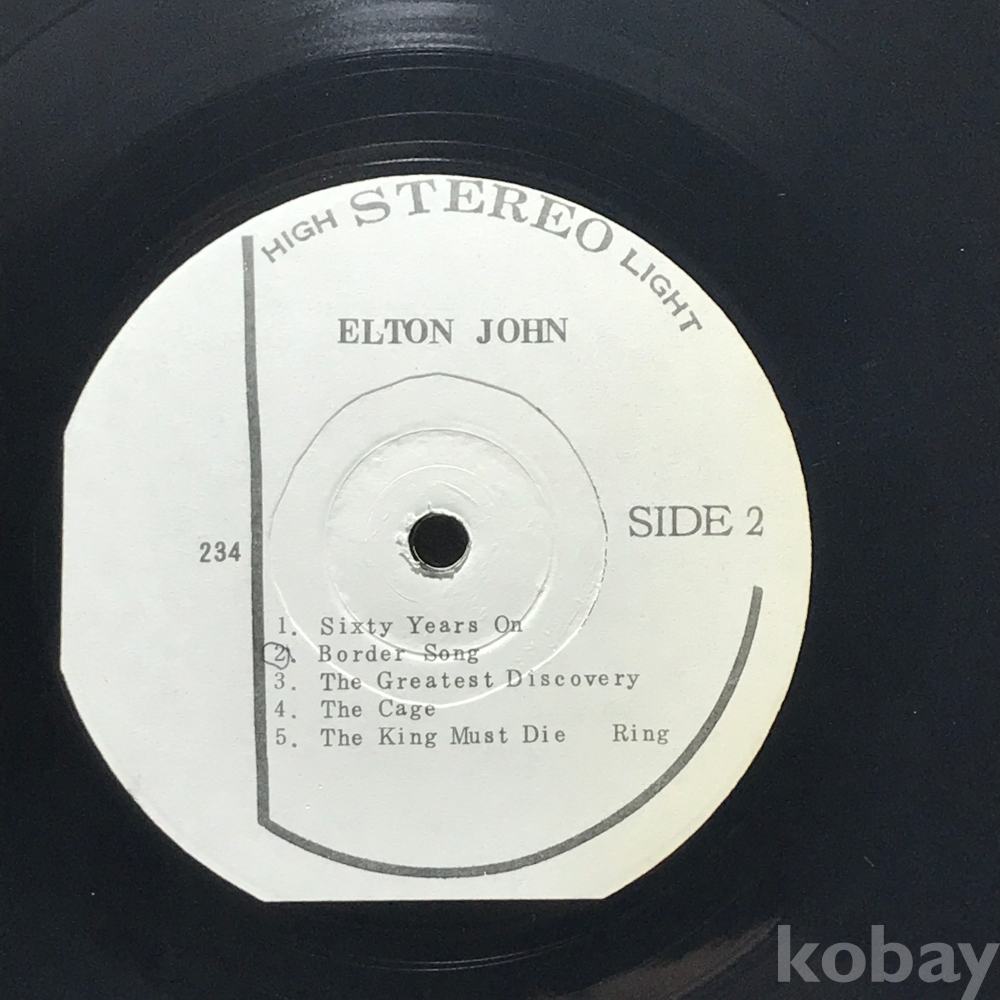 HIGH STEREO LIGHT
ELTON JOHN
SIDE 2
234
1. Sixty Years On
2. Border Song
3. The Greatest Discovery
4. The Cage
5. The King Must Die Ring
kobay